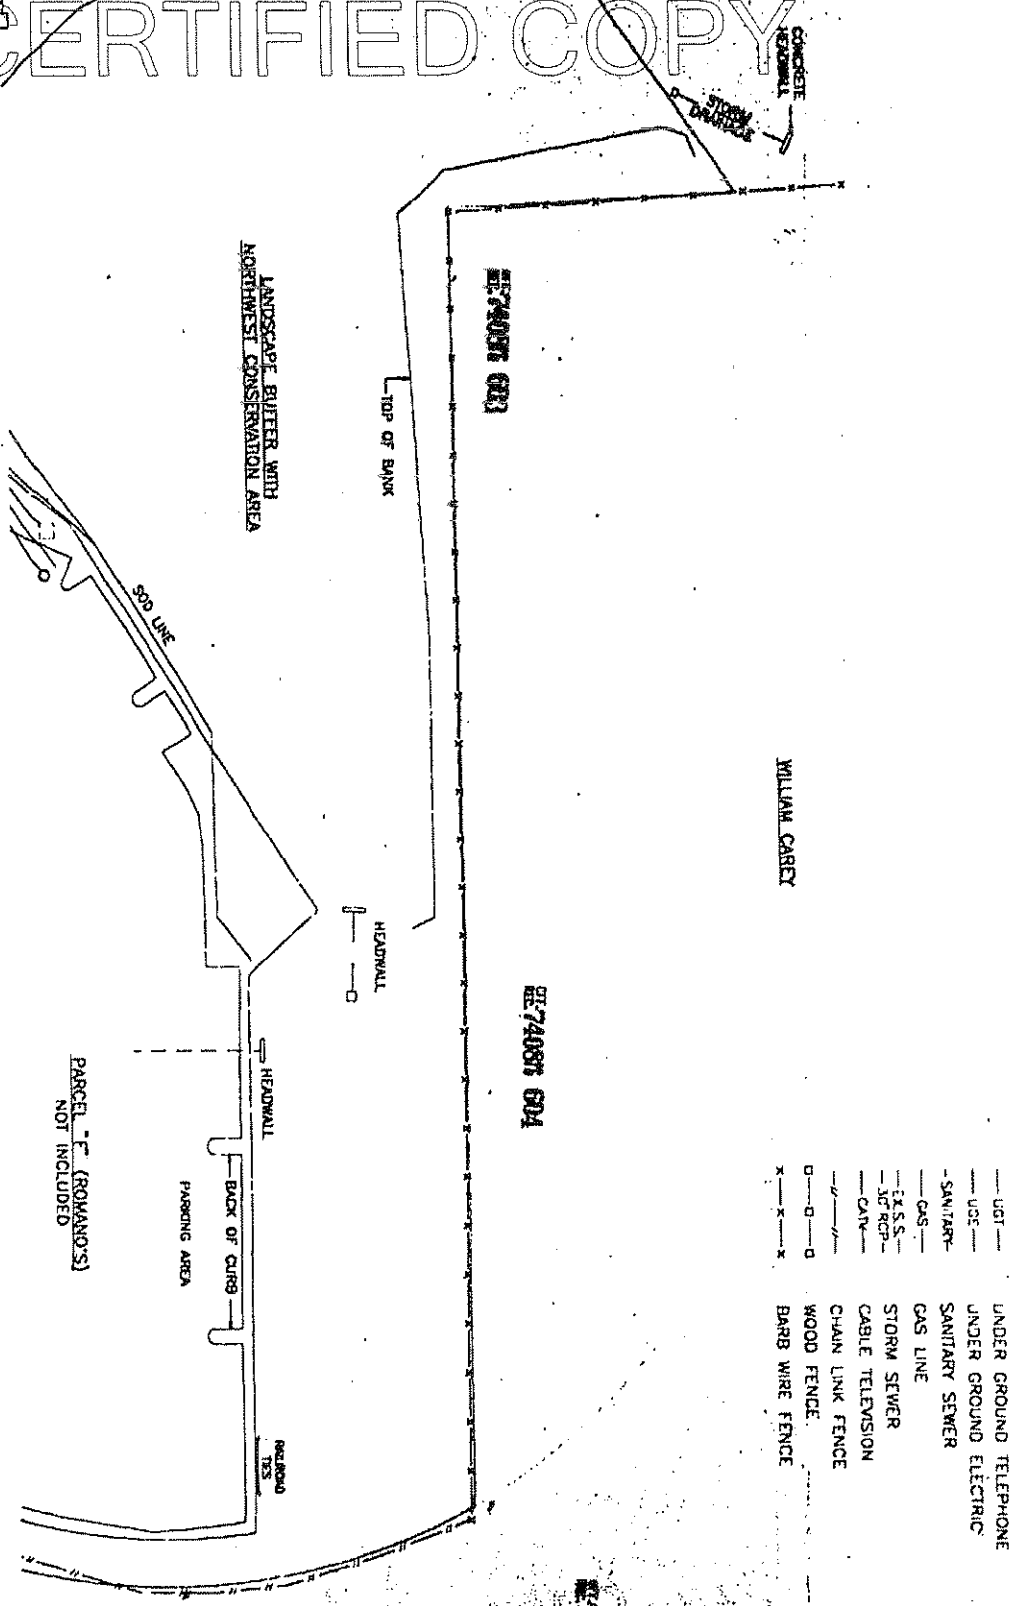 CERTIFIED COPY
CONCRETE
HEADWALL
STORM
DRAINAGE
LANDSCAPE BUFFER WITH
NORTHWEST CONSERVATION AREA
TOP OF BANK
SOD LINE
WILLIAM CAREY
HEADWALL
604
HEADWALL
PARCEL "F" (ROMANO'S)
NOT INCLUDED
BACK OF CURB
PARKING AREA
RAILROAD
TIES
UGT UNDER GROUND TELEPHONE
UGE UNDER GROUND ELECTRIC
SANITARY SANITARY SEWER
GAS GAS LINE
EX.S.S. STORM SEWER
CATV CABLE TELEVISION
CHAIN LINK FENCE
WOOD FENCE
BARB WIRE FENCE